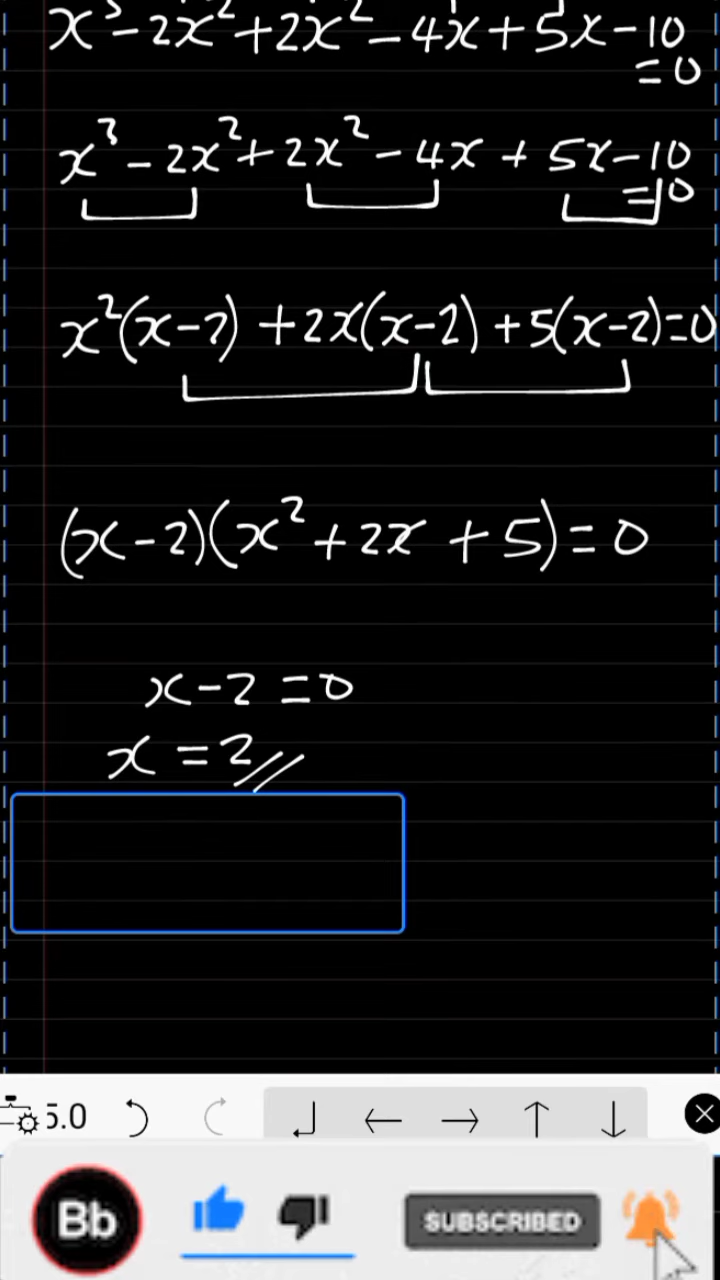 x³-2x²+2x²-4x+5x-10
=0
x³-2x²+2x²-4x+5x-10
=0
x²(x-2)+2x(x-2)+5(x-2)=0
(x-2)(x²+2x+5)=0
x-2=0
x=2//
5.0
Bb SUBSCRIBED